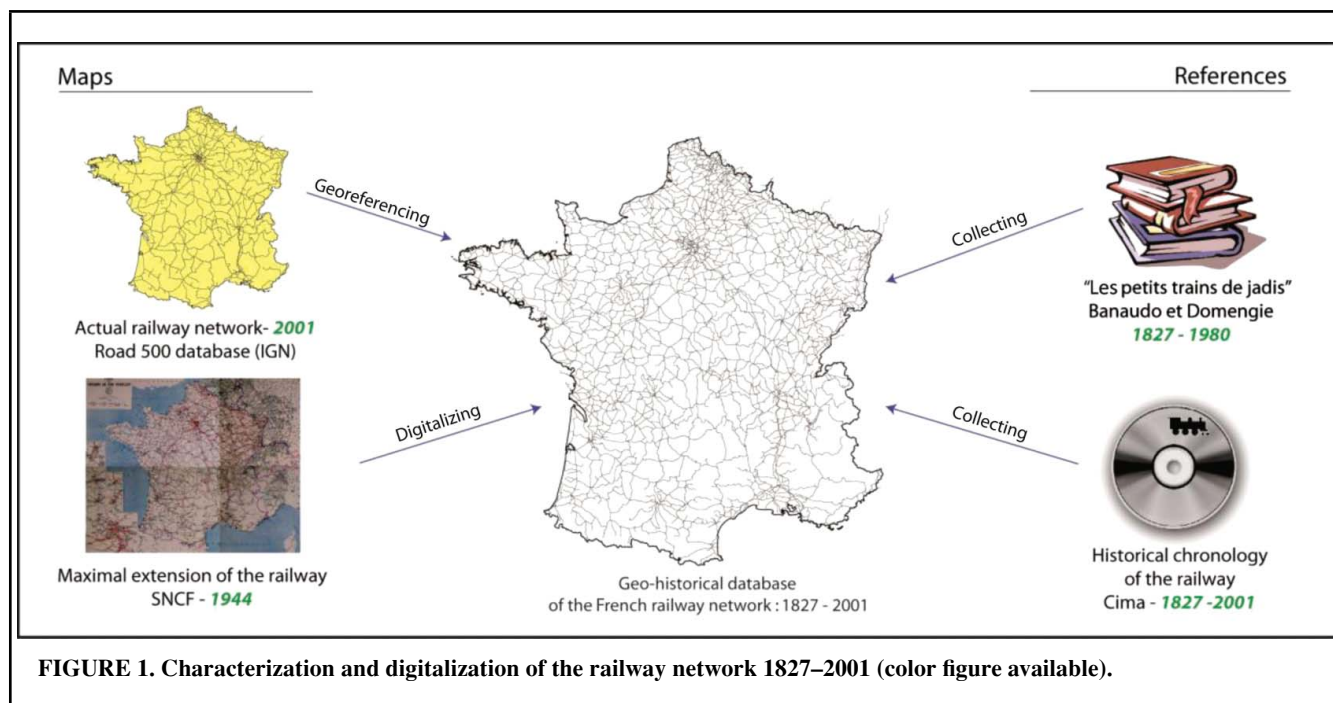 Maps
References
Georeferencing
Collecting
Actual railway network- 2001
Road 500 database (IGN)
"Les petits trains de jadis"
Banaudo et Domengie
1827 - 1980
Digitalizing
Collecting
Maximal extension of the railway
SNCF - 1944
Geo-historical database
of the French railway network : 1827 - 2001
Historical chronology
of the railway
Cima - 1827 -2001
FIGURE 1. Characterization and digitalization of the railway network 1827–2001 (color figure available).